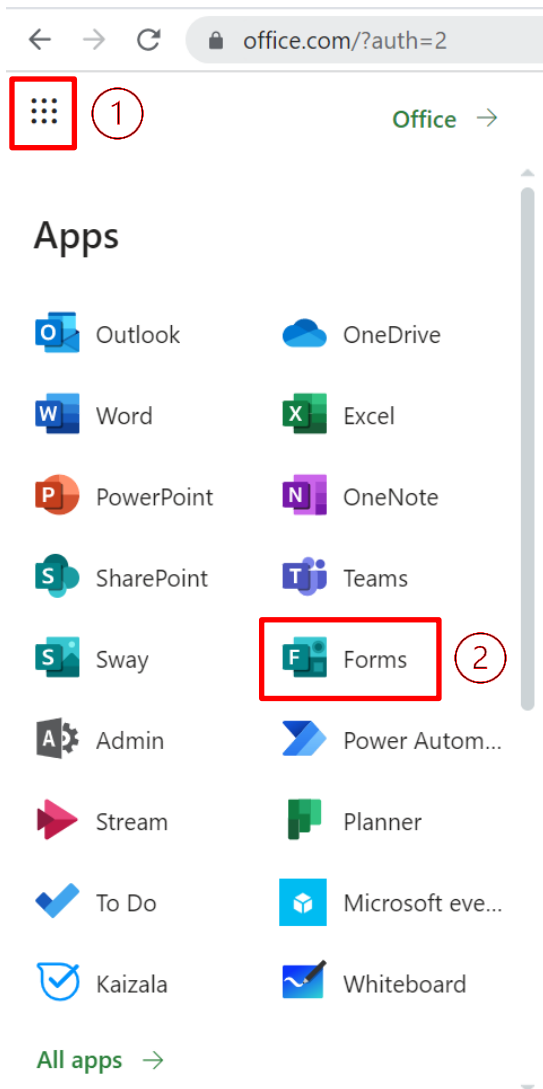 office.com/?auth=2
1
Office →
Apps
Outlook
OneDrive
Word
Excel
PowerPoint
OneNote
SharePoint
Teams
Sway
Forms
2
Admin
Power Autom...
Stream
Planner
To Do
Microsoft eve...
Kaizala
Whiteboard
All apps →